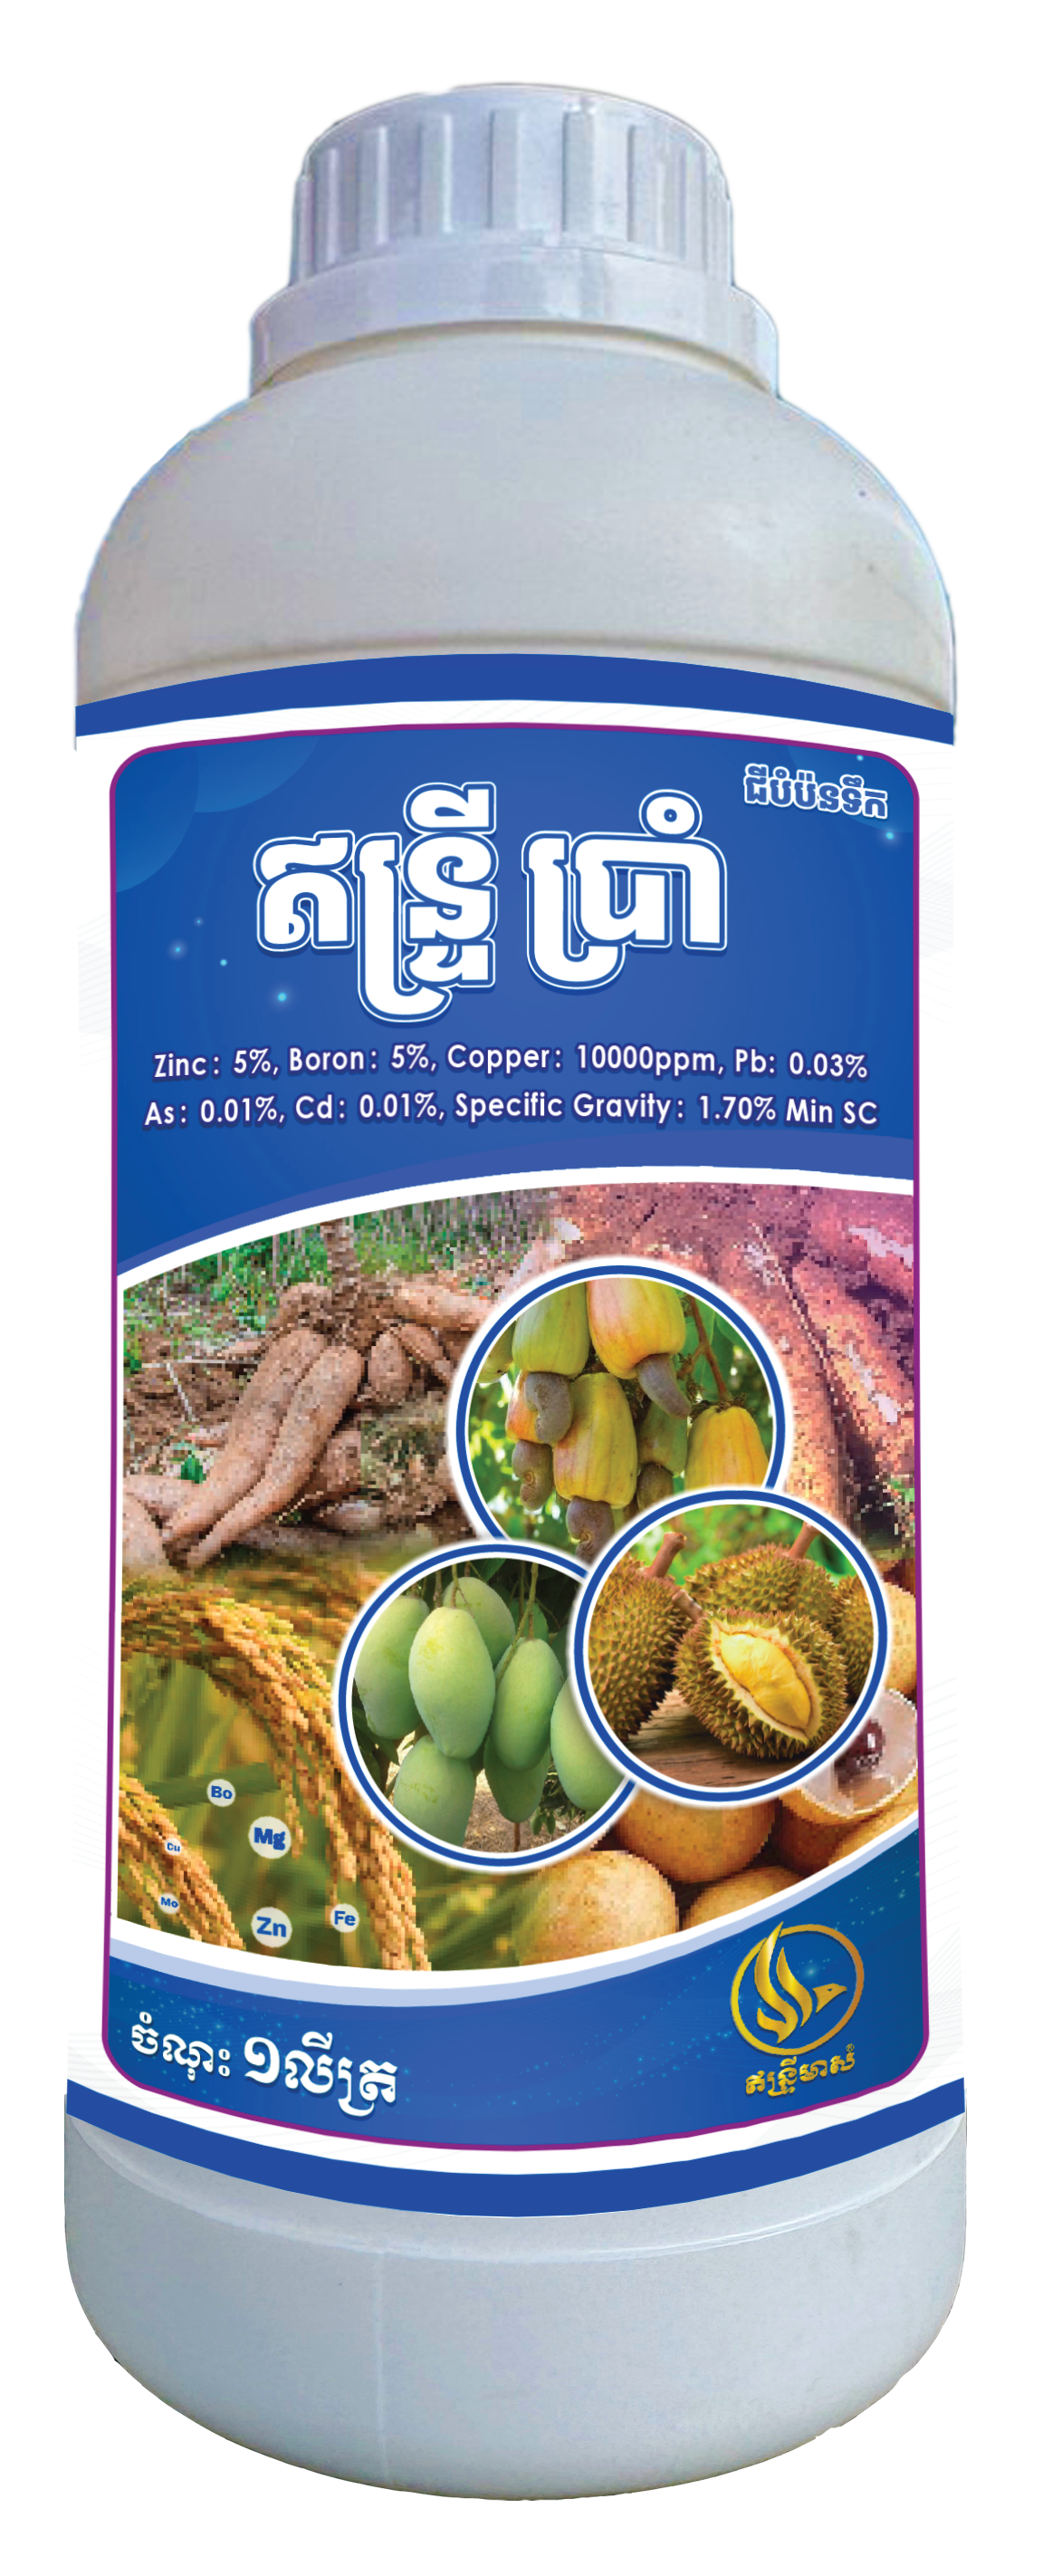 ជីបំប៉នទឹក
ឥន្ទ្រី ប្រាំ
Zinc: 5%, Boron: 5%, Copper: 10000ppm, Pb: 0.03%
As: 0.01%, Cd: 0.01%, Specific Gravity: 1.70% Min SC
Bo
Mg
Cu
Mo
Zn
Fe
ចំណុះ ១លីត្រ
ឥន្ទ្រីមាស®